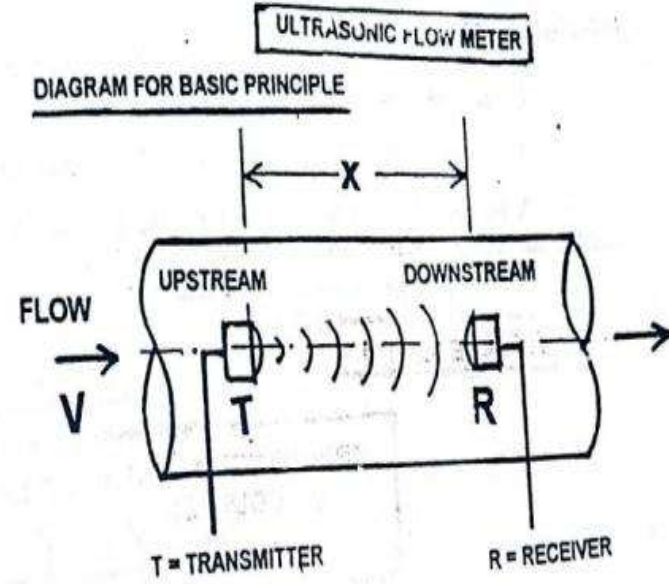 ULTRASONIC FLOW METER
DIAGRAM FOR BASIC PRINCIPLE
X
UPSTREAM DOWNSTREAM
FLOW
V
T R
T = TRANSMITTER R = RECEIVER